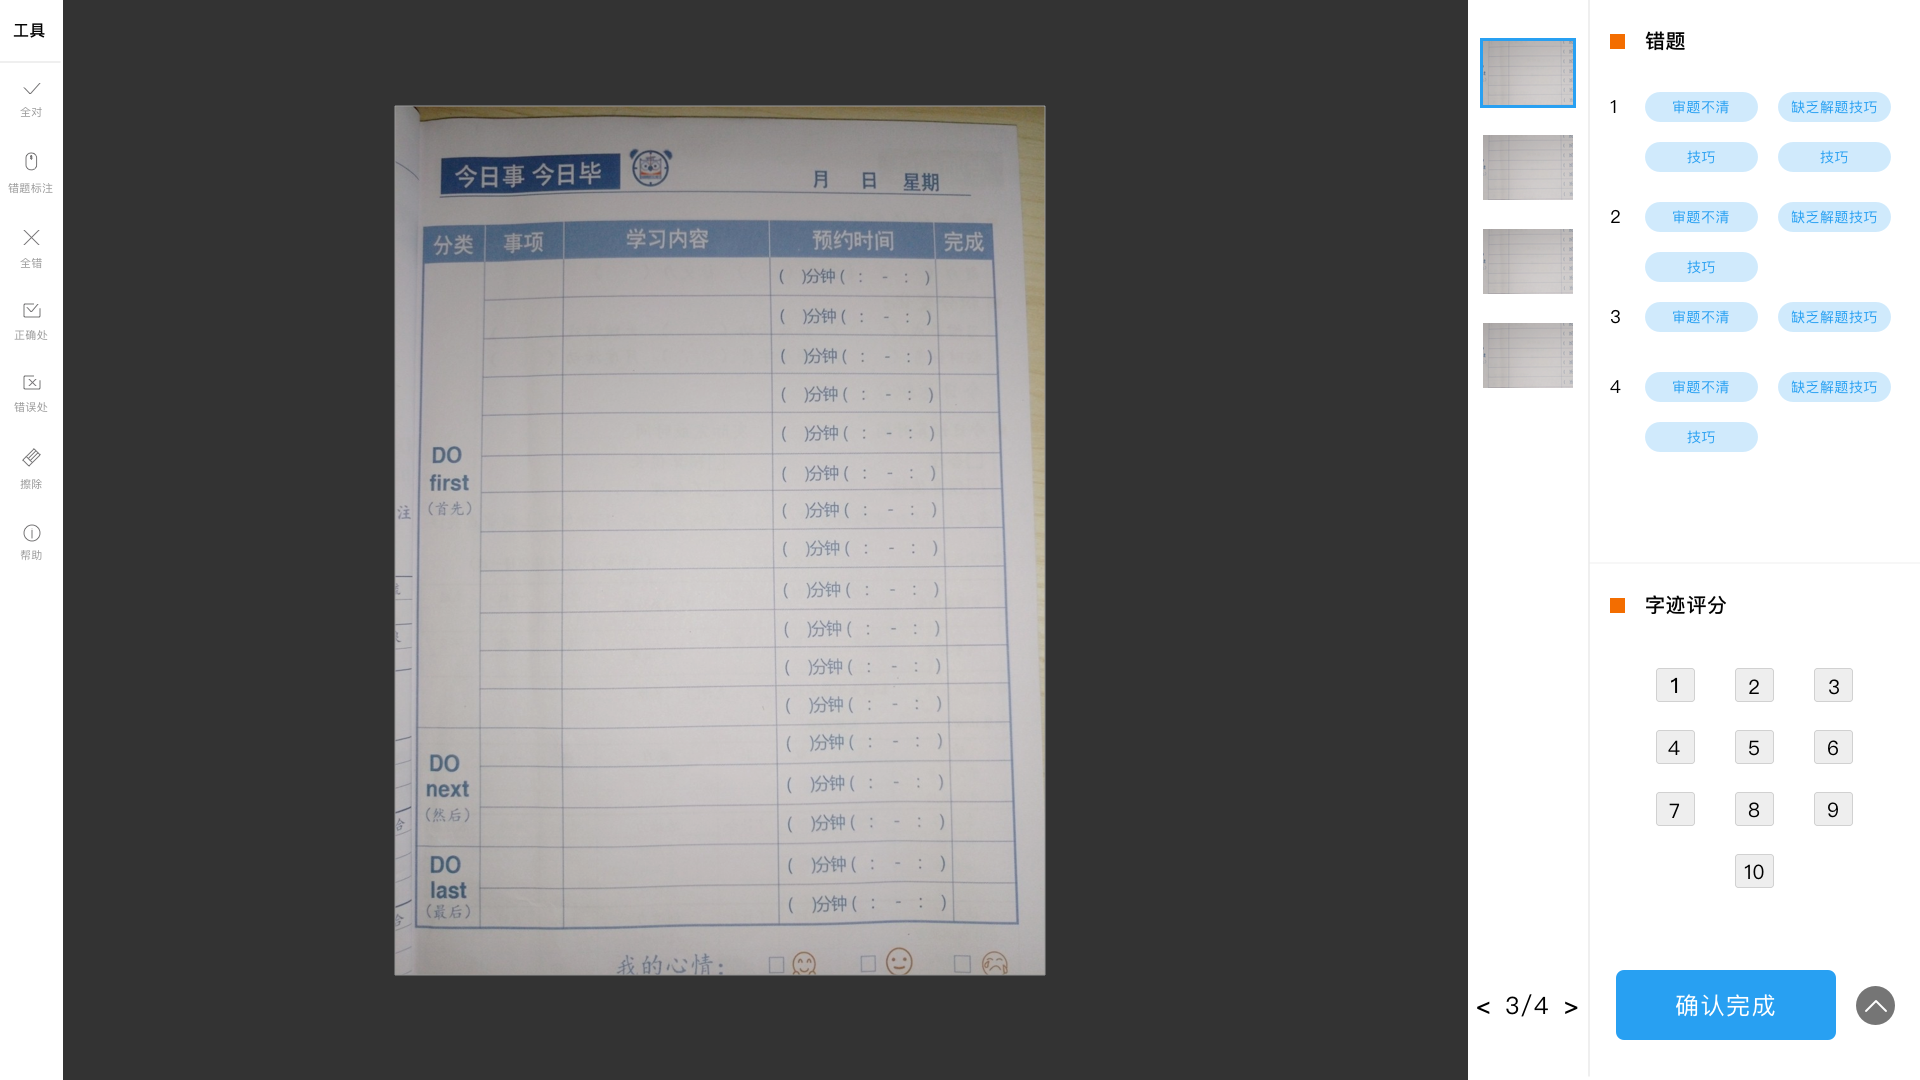 工具
全对
错题标注
全错
正确处
错误处
擦除
帮助
今日事 今日毕
月 日 星期
分类 事项 学习内容 预约时间 完成
( )分钟( : - : )
( )分钟( : - : )
( )分钟( : - : )
( )分钟( : - : )
( )分钟( : - : )
( )分钟( : - : )
( )分钟( : - : )
( )分钟( : - : )
( )分钟( : - : )
( )分钟( : - : )
( )分钟( : - : )
( )分钟( : - : )
DO
first
(首先)
注
( )分钟( : - : )
( )分钟( : - : )
( )分钟( : - : )
DO
next
(然后)
( )分钟( : - : )
( )分钟( : - : )
DO
last
(最后)
我的心情:
< 3/4 >
错题
1 审题不清 缺乏解题技巧
技巧 技巧
2 审题不清 缺乏解题技巧
技巧
3 审题不清 缺乏解题技巧
4 审题不清 缺乏解题技巧
技巧
字迹评分
1 2 3
4 5 6
7 8 9
10
确认完成